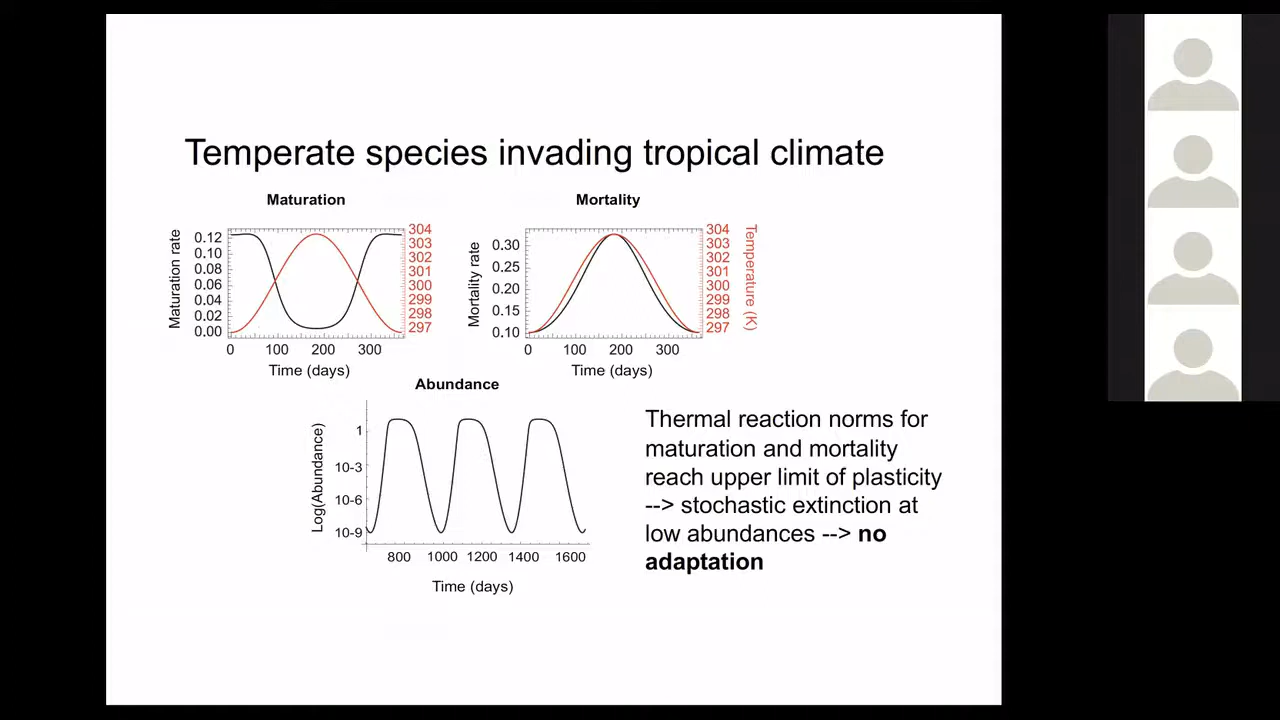 Temperate species invading tropical climate
Maturation
Mortality
Maturation rate
0.12
0.10
0.08
0.06
0.04
0.02
0.00
304
303
302
301
300
299
298
297
0 100 200 300
Time (days)
Mortality rate
0.30
0.25
0.20
0.15
0.10
304
303
302
301
300
299
298
297
Temperature (K)
0 100 200 300
Time (days)
Abundance
Log(Abundance)
1
10-3
10-6
10-9
800 1000 1200 1400 1600
Time (days)
Thermal reaction norms for
maturation and mortality
reach upper limit of plasticity
--> stochastic extinction at
low abundances --> no
adaptation